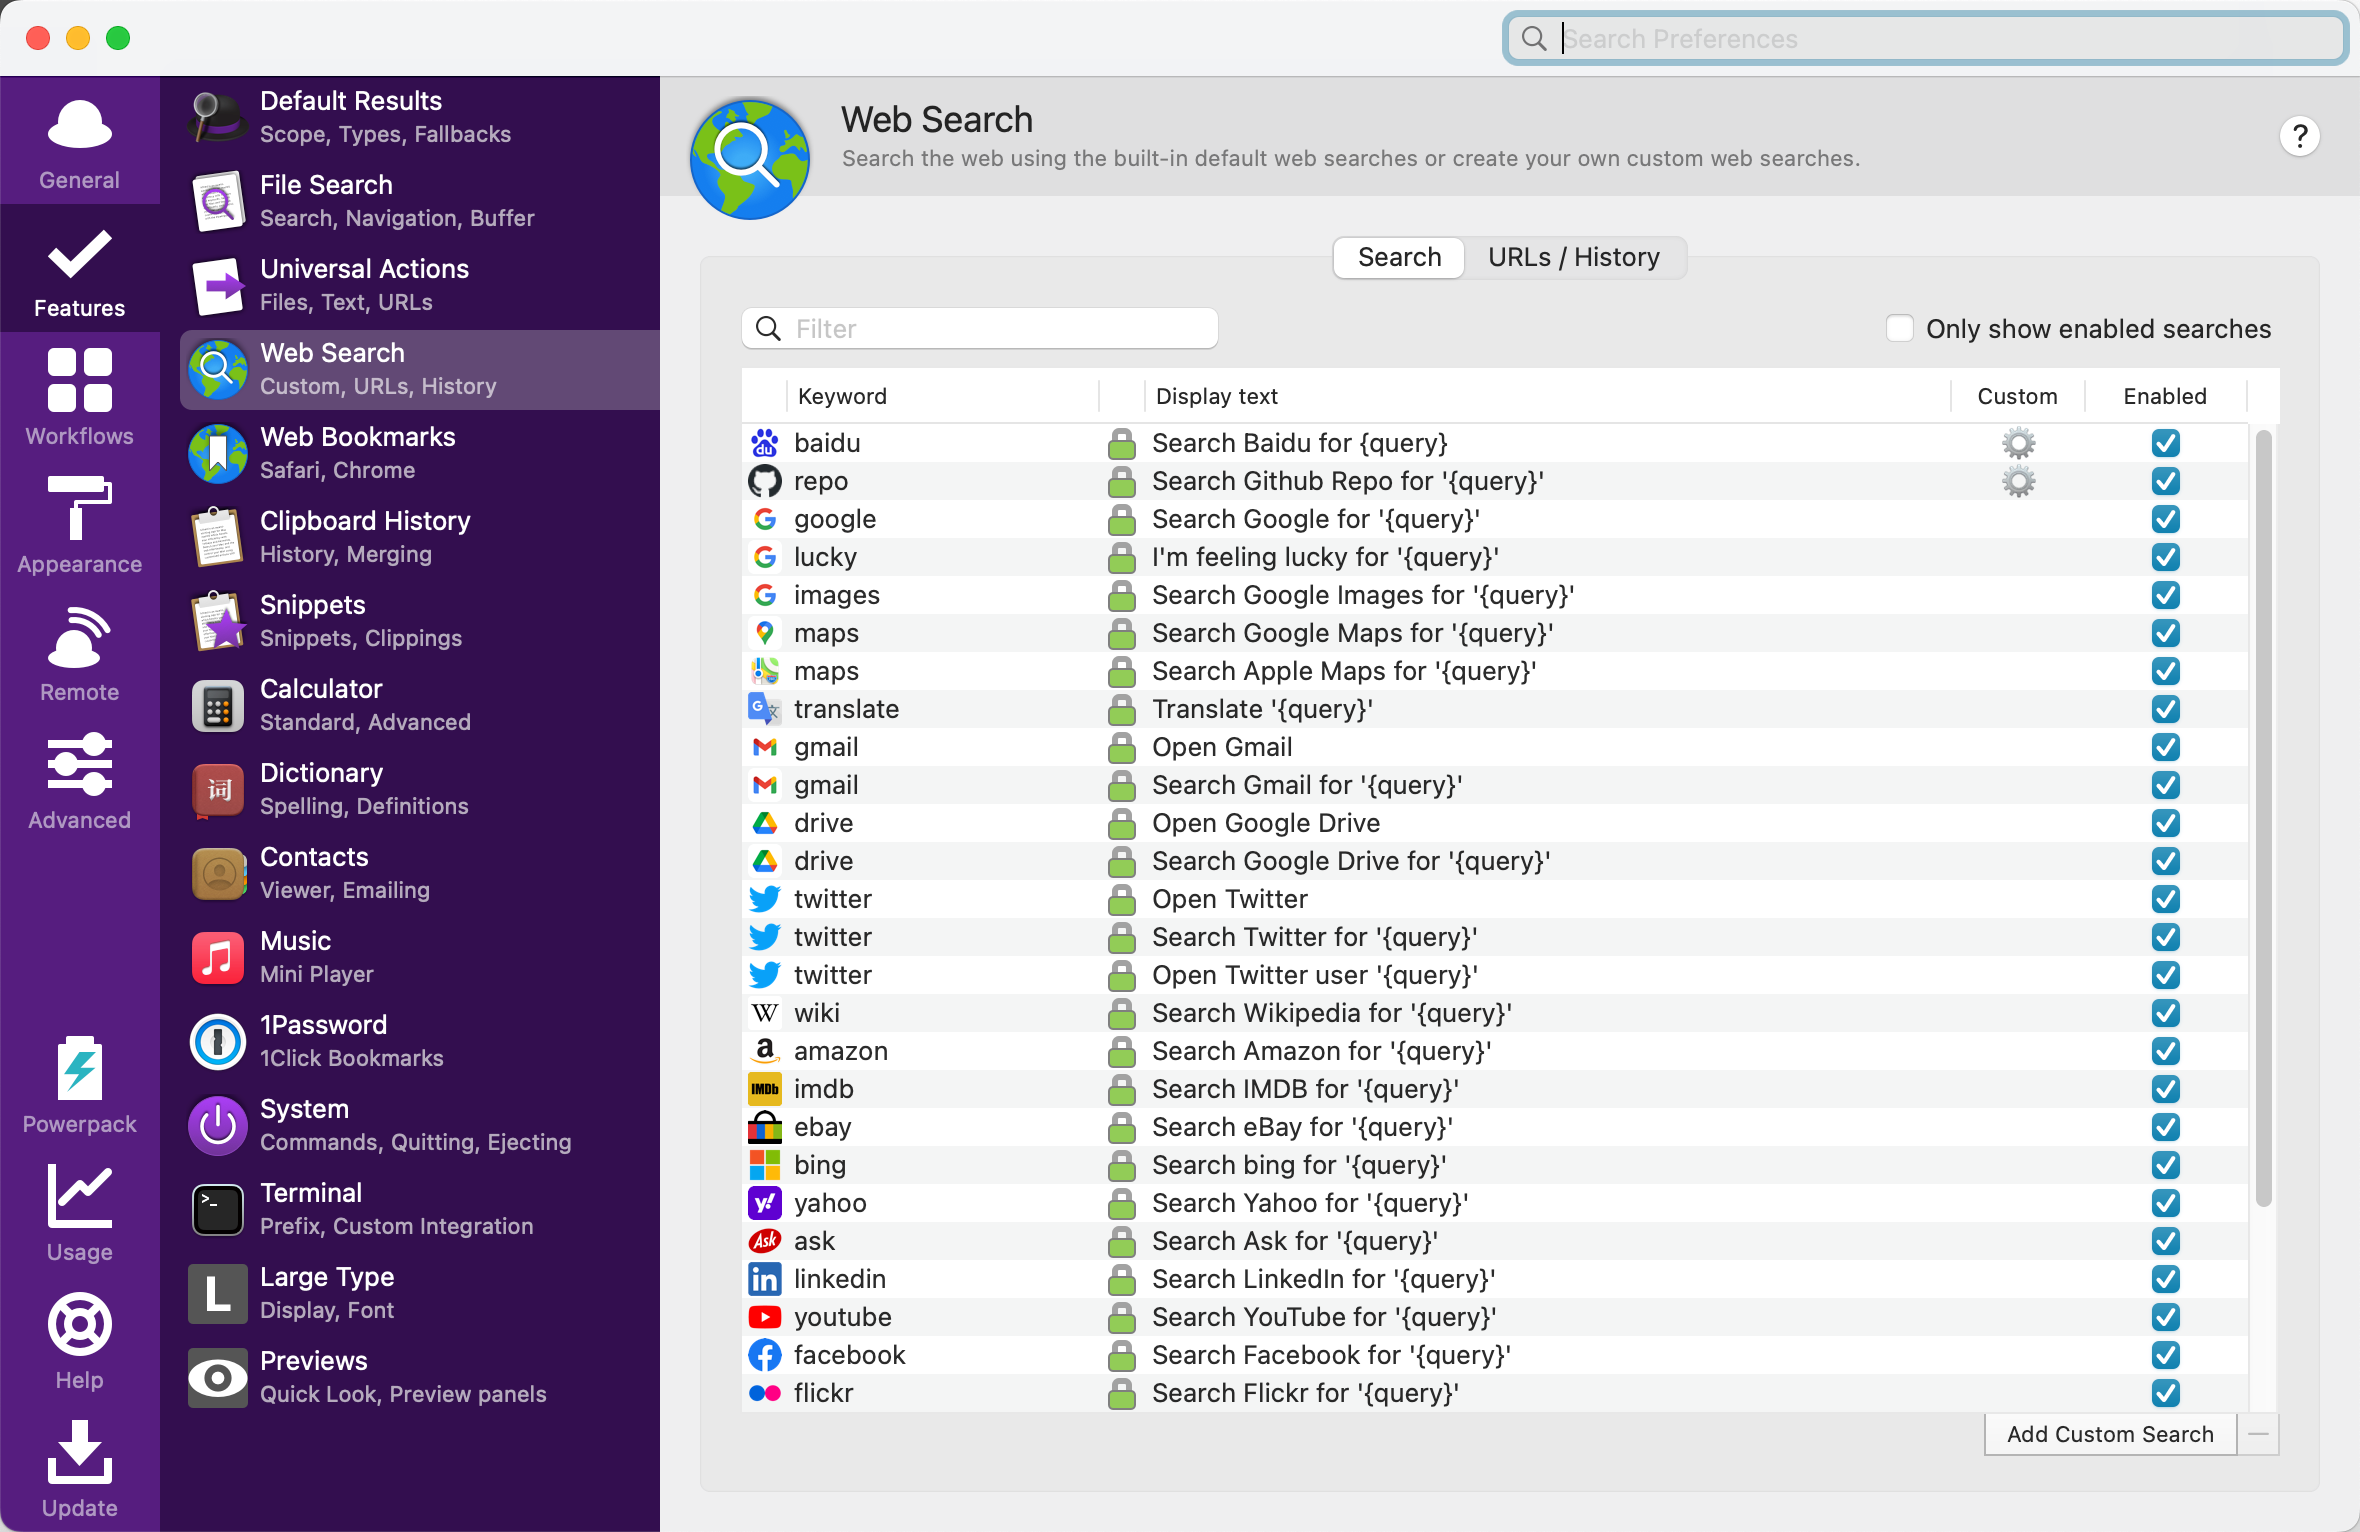 Search Preferences
General
Features
Workflows
Appearance
Remote
Advanced
Powerpack
Usage
Help
Update
Default Results
Scope, Types, Fallbacks
File Search
Search, Navigation, Buffer
Universal Actions
Files, Text, URLs
Web Search
Custom, URLs, History
Web Bookmarks
Safari, Chrome
Clipboard History
History, Merging
Snippets
Snippets, Clippings
Calculator
Standard, Advanced
词
Dictionary
Spelling, Definitions
Contacts
Viewer, Emailing
Music
Mini Player
1Password
1Click Bookmarks
System
Commands, Quitting, Ejecting
>_
Terminal
Prefix, Custom Integration
L
Large Type
Display, Font
Previews
Quick Look, Preview panels
Web Search
Search the web using the built-in default web searches or create your own custom web searches.
?
Search URLs / History
Filter
Only show enabled searches
Keyword Display text Custom Enabled
du baidu Search Baidu for {query}
repo Search Github Repo for '{query}'
G google Search Google for '{query}'
G lucky I'm feeling lucky for '{query}'
G images Search Google Images for '{query}'
maps Search Google Maps for '{query}'
maps Search Apple Maps for '{query}'
G 文 translate Translate '{query}'
gmail Open Gmail
gmail Search Gmail for '{query}'
drive Open Google Drive
drive Search Google Drive for '{query}'
twitter Open Twitter
twitter Search Twitter for '{query}'
twitter Open Twitter user '{query}'
W wiki Search Wikipedia for '{query}'
a amazon Search Amazon for '{query}'
IMDb imdb Search IMDB for '{query}'
ebay Search eBay for '{query}'
bing Search bing for '{query}'
y! yahoo Search Yahoo for '{query}'
Ask ask Search Ask for '{query}'
in linkedin Search LinkedIn for '{query}'
youtube Search YouTube for '{query}'
f facebook Search Facebook for '{query}'
flickr Search Flickr for '{query}'
Add Custom Search